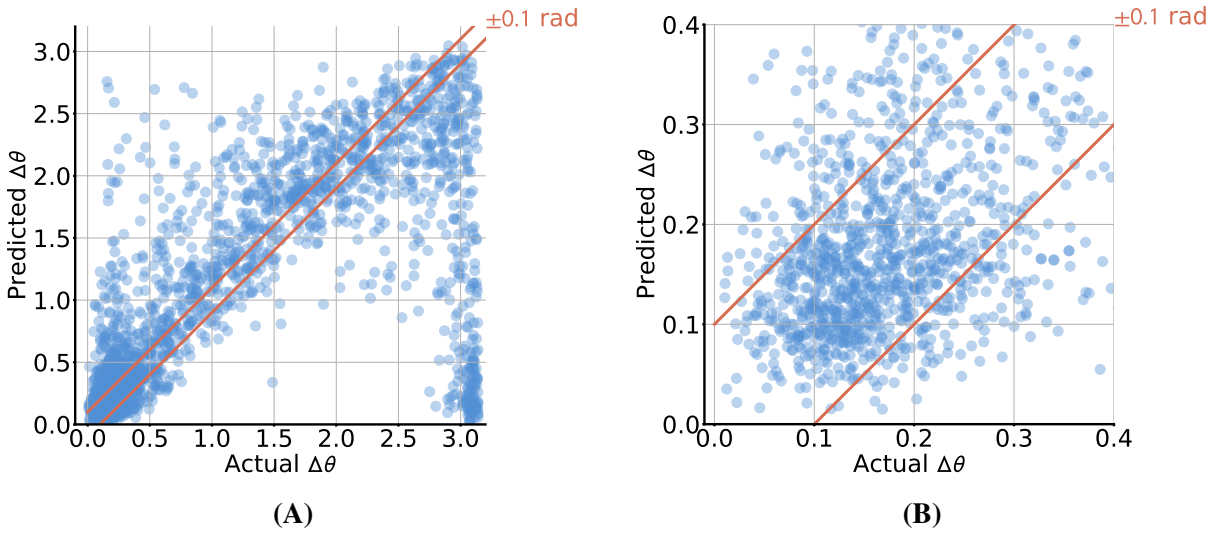 ±0.1 rad
3.0
2.5
2.0
1.5
1.0
0.5
0.0
Predicted Δθ
0.0 0.5 1.0 1.5 2.0 2.5 3.0
Actual Δθ
(A)
±0.1 rad
0.4
0.3
0.2
0.1
0.0
Predicted Δθ
0.0 0.1 0.2 0.3 0.4
Actual Δθ
(B)